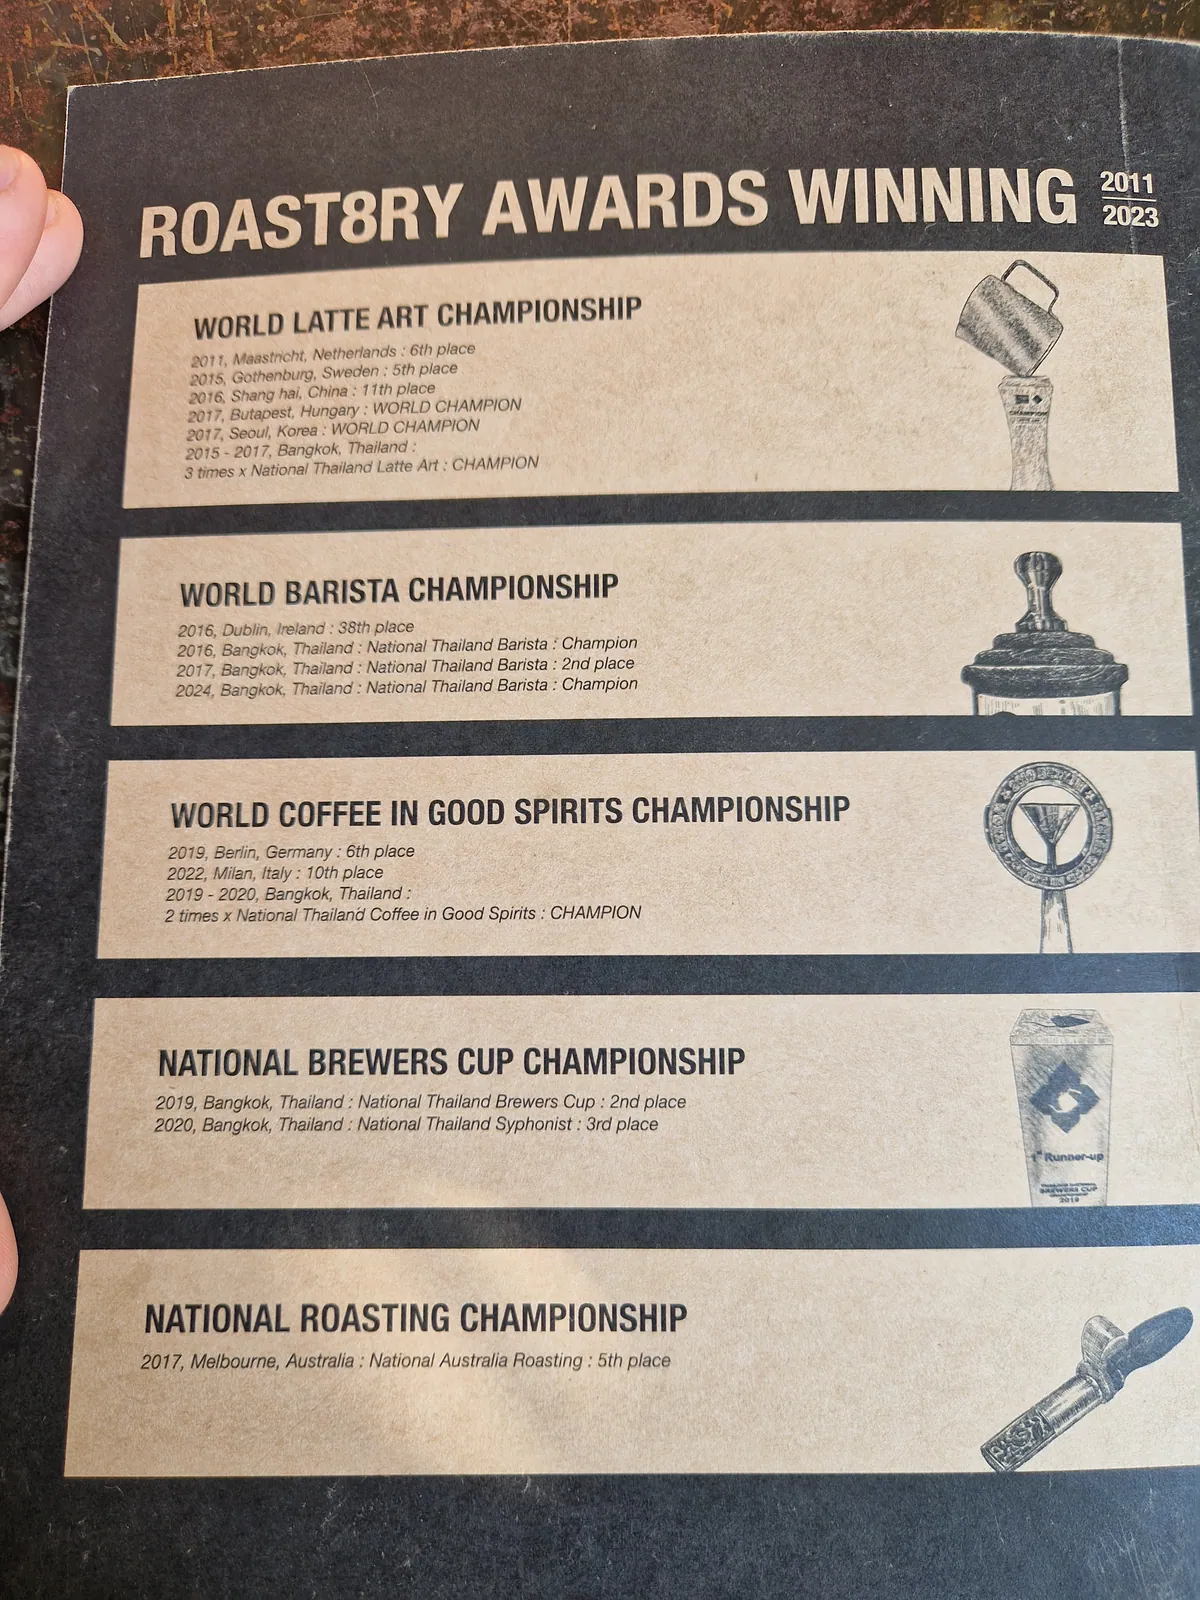 ROAST8RY AWARDS WINNING 2011
2023
WORLD LATTE ART CHAMPIONSHIP
2011, Maastricht, Netherlands : 6th place
2015, Gothenburg, Sweden : 5th place
2016, Shang hai, China : 11th place
2017, Butapest, Hungary : WORLD CHAMPION
2017, Seoul, Korea : WORLD CHAMPION
2015 - 2017, Bangkok, Thailand :
3 times x National Thailand Latte Art : CHAMPION
CHAMPION
WORLD BARISTA CHAMPIONSHIP
2016, Dublin, Ireland : 38th place
2016, Bangkok, Thailand : National Thailand Barista : Champion
2017, Bangkok, Thailand : National Thailand Barista : 2nd place
2024, Bangkok, Thailand : National Thailand Barista : Champion
WORLD COFFEE IN GOOD SPIRITS CHAMPIONSHIP
2019, Berlin, Germany : 6th place
2022, Milan, Italy : 10th place
2019 - 2020, Bangkok, Thailand :
2 times x National Thailand Coffee in Good Spirits : CHAMPION
NATIONAL BREWERS CUP CHAMPIONSHIP
2019, Bangkok, Thailand : National Thailand Brewers Cup : 2nd place
2020, Bangkok, Thailand : National Thailand Syphonist : 3rd place
1st Runner-up
BREWERS CUP
2019
NATIONAL ROASTING CHAMPIONSHIP
2017, Melbourne, Australia : National Australia Roasting : 5th place